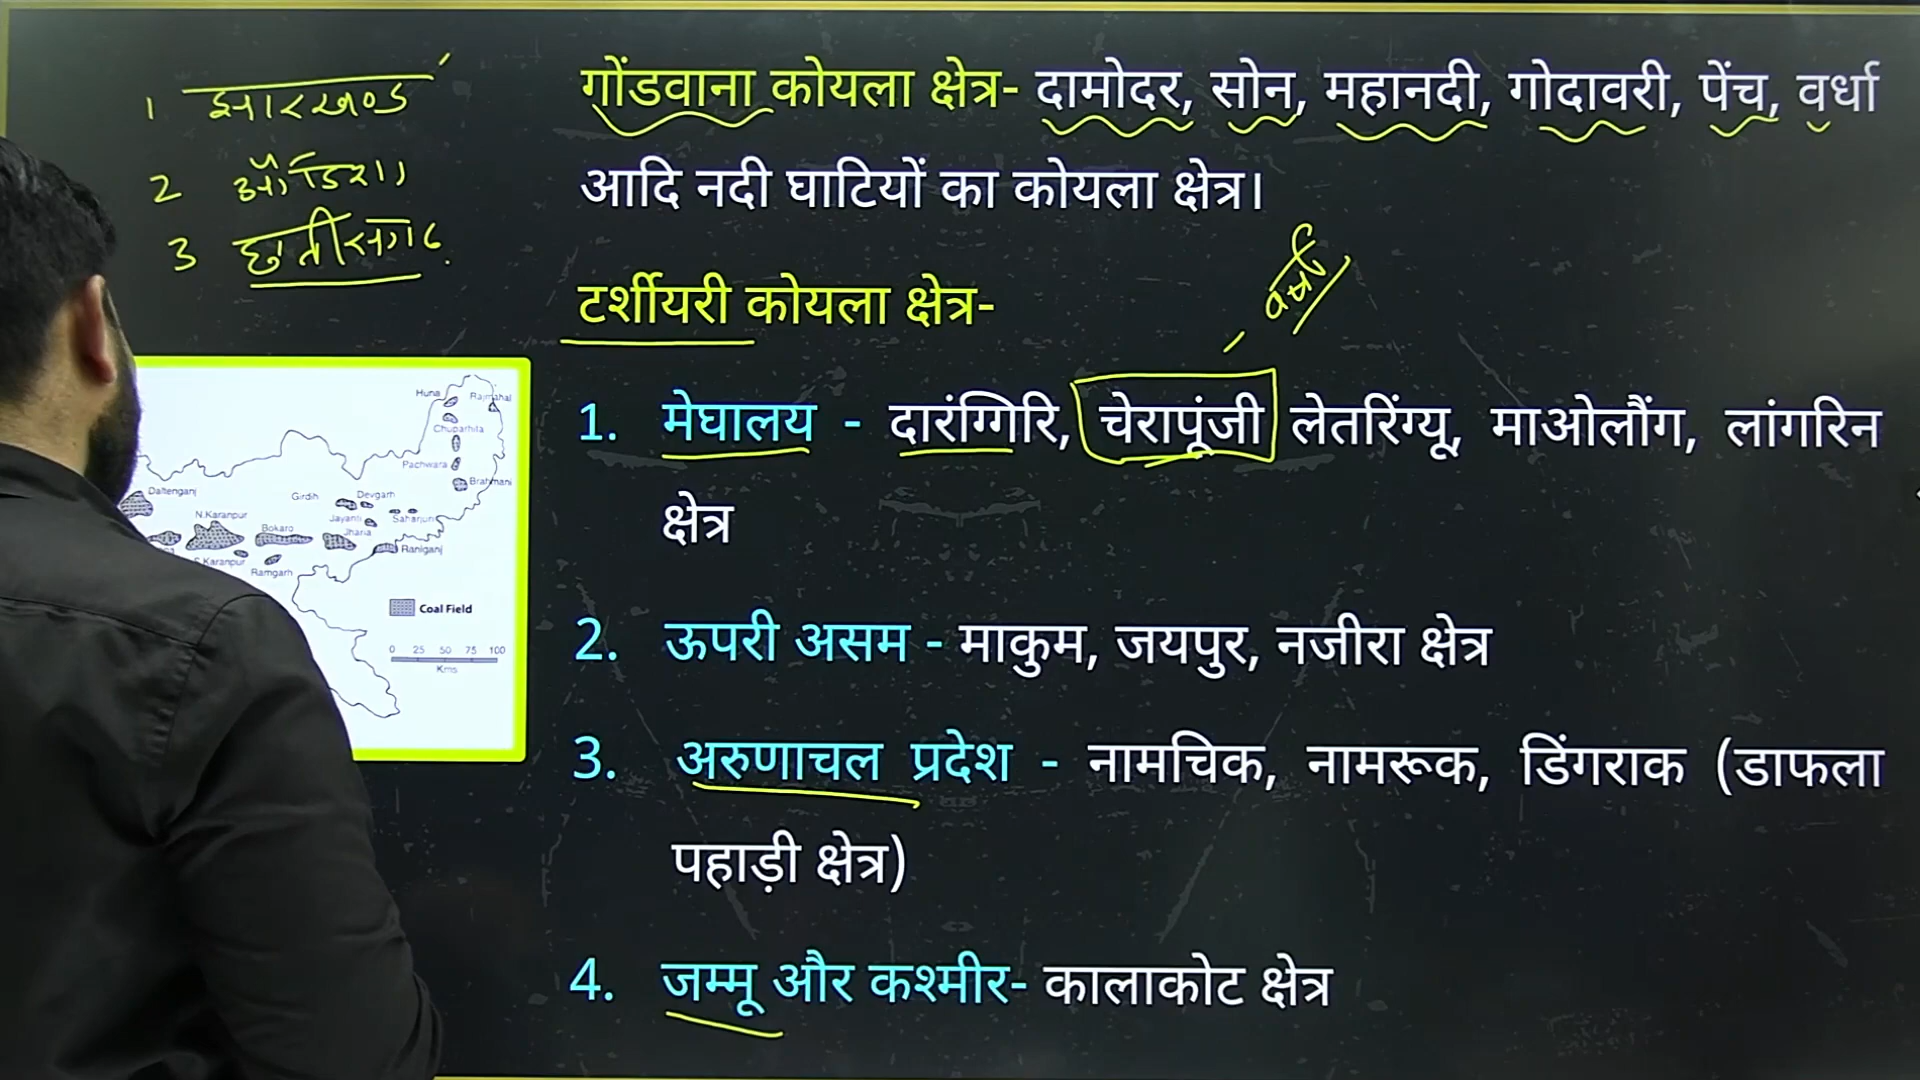 1 झारखण्ड
2 ओडिशा
3 छत्तीसगढ़
गोंडवाना कोयला क्षेत्र- दामोदर, सोन, महानदी, गोदावरी, पेंच, वर्धा
आदि नदी घाटियों का कोयला क्षेत्र।
टर्शीयरी कोयला क्षेत्र-
वर्षा
1. मेघालय - दारंग्गिरि, चेरापूंजी लेतरिंग्यू, माओलौंग, लांगरिन
क्षेत्र
2. ऊपरी असम - माकुम, जयपुर, नजीरा क्षेत्र
3. अरुणाचल प्रदेश - नामचिक, नामरूक, डिंगराक (डाफला
पहाड़ी क्षेत्र)
4. जम्मू और कश्मीर- कालाकोट क्षेत्र
Hura
Rajmahal
Chuparhita
Pachwara
Brahmani
Daltenganj
Girdih
Devgarh
Jayanti
Saharjuri
N.Karanpur
Bokaro
Jharia
Raniganj
S.Karanpur
Ramgarh
Coal Field
0 25 50 75 100
Kms